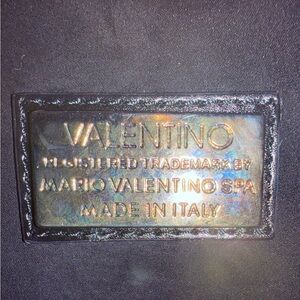 VALENTINO
REGISTERED TRADEMARK BY
MARIO VALENTINO SPA
MADE IN ITALY